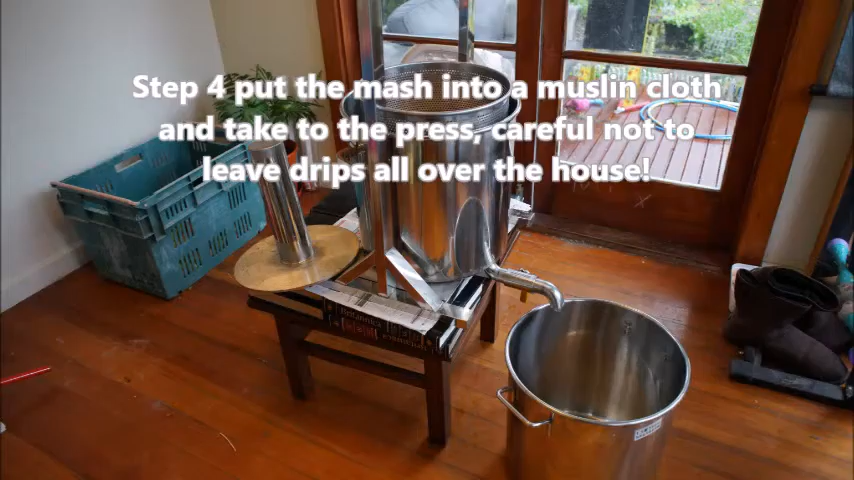 Step 4 put the mash into a muslin cloth
and take to the press, careful not to
leave drips all over the house!
Britannica